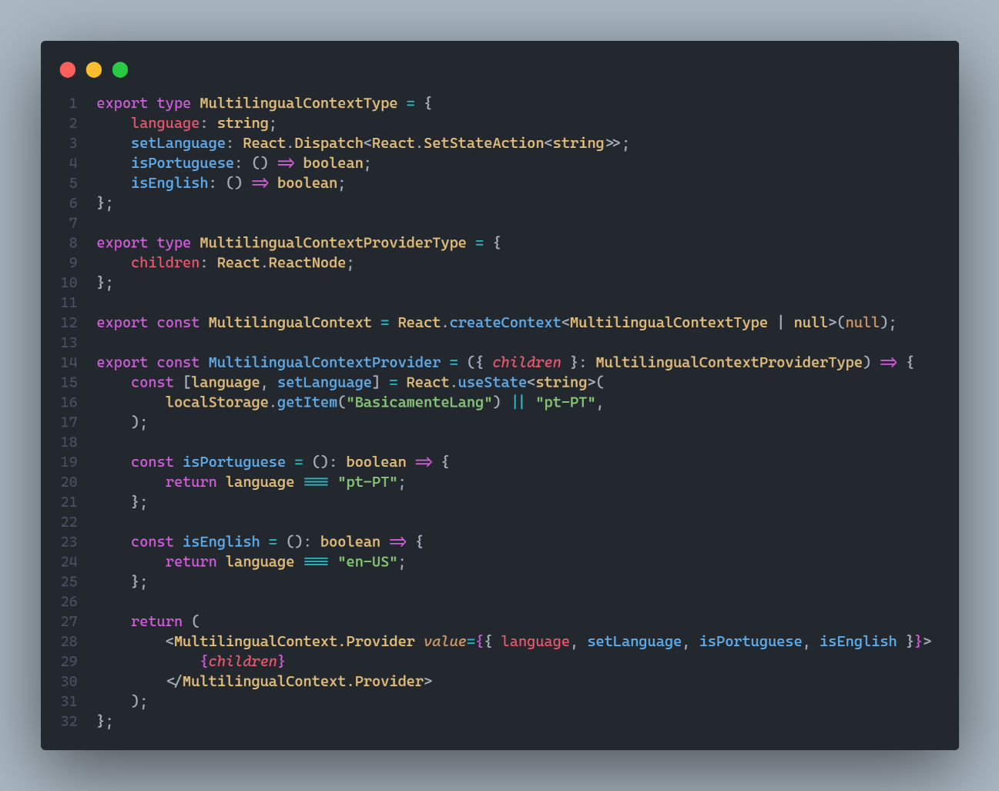 1 export type MultilingualContextType = {
2     language: string;
3     setLanguage: React.Dispatch<React.SetStateAction<string>>;
4     isPortuguese: () => boolean;
5     isEnglish: () => boolean;
6 };
7
8 export type MultilingualContextProviderType = {
9     children: React.ReactNode;
10 };
11
12 export const MultilingualContext = React.createContext<MultilingualContextType | null>(null);
13
14 export const MultilingualContextProvider = ({ children }: MultilingualContextProviderType) => {
15     const [language, setLanguage] = React.useState<string>(
16         localStorage.getItem("BasicamenteLang") || "pt-PT",
17     );
18
19     const isPortuguese = (): boolean => {
20         return language === "pt-PT";
21     };
22
23     const isEnglish = (): boolean => {
24         return language === "en-US";
25     };
26
27     return (
28         <MultilingualContext.Provider value={{ language, setLanguage, isPortuguese, isEnglish }}>
29             {children}
30         </MultilingualContext.Provider>
31     );
32 };